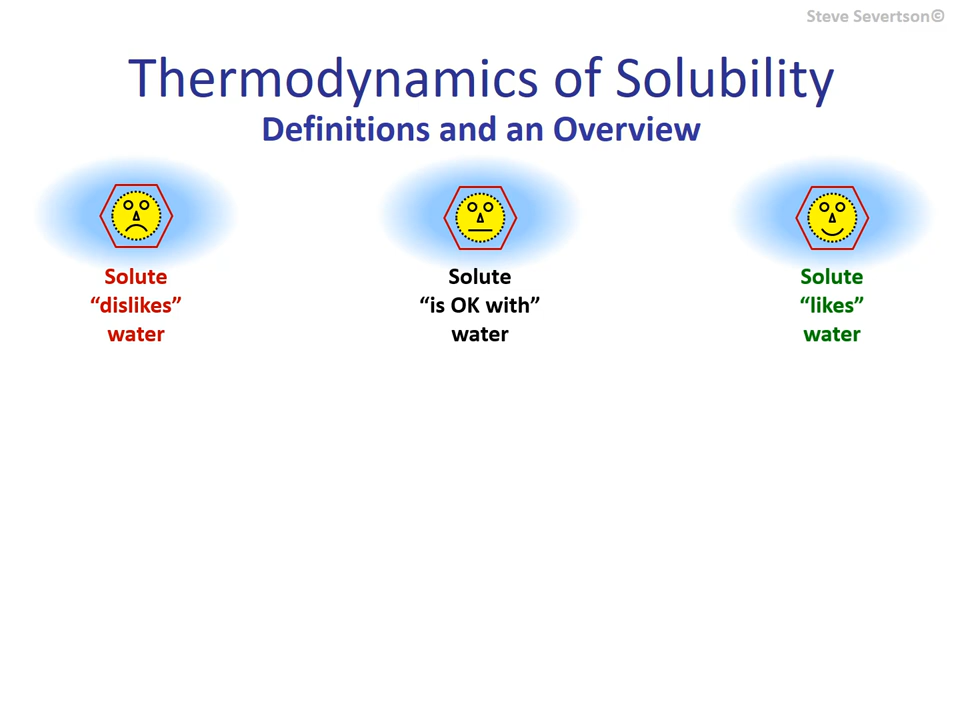 Steve Severtson©
Thermodynamics of Solubility
Definitions and an Overview
Solute
“dislikes”
water
Solute
“is OK with”
water
Solute
“likes”
water